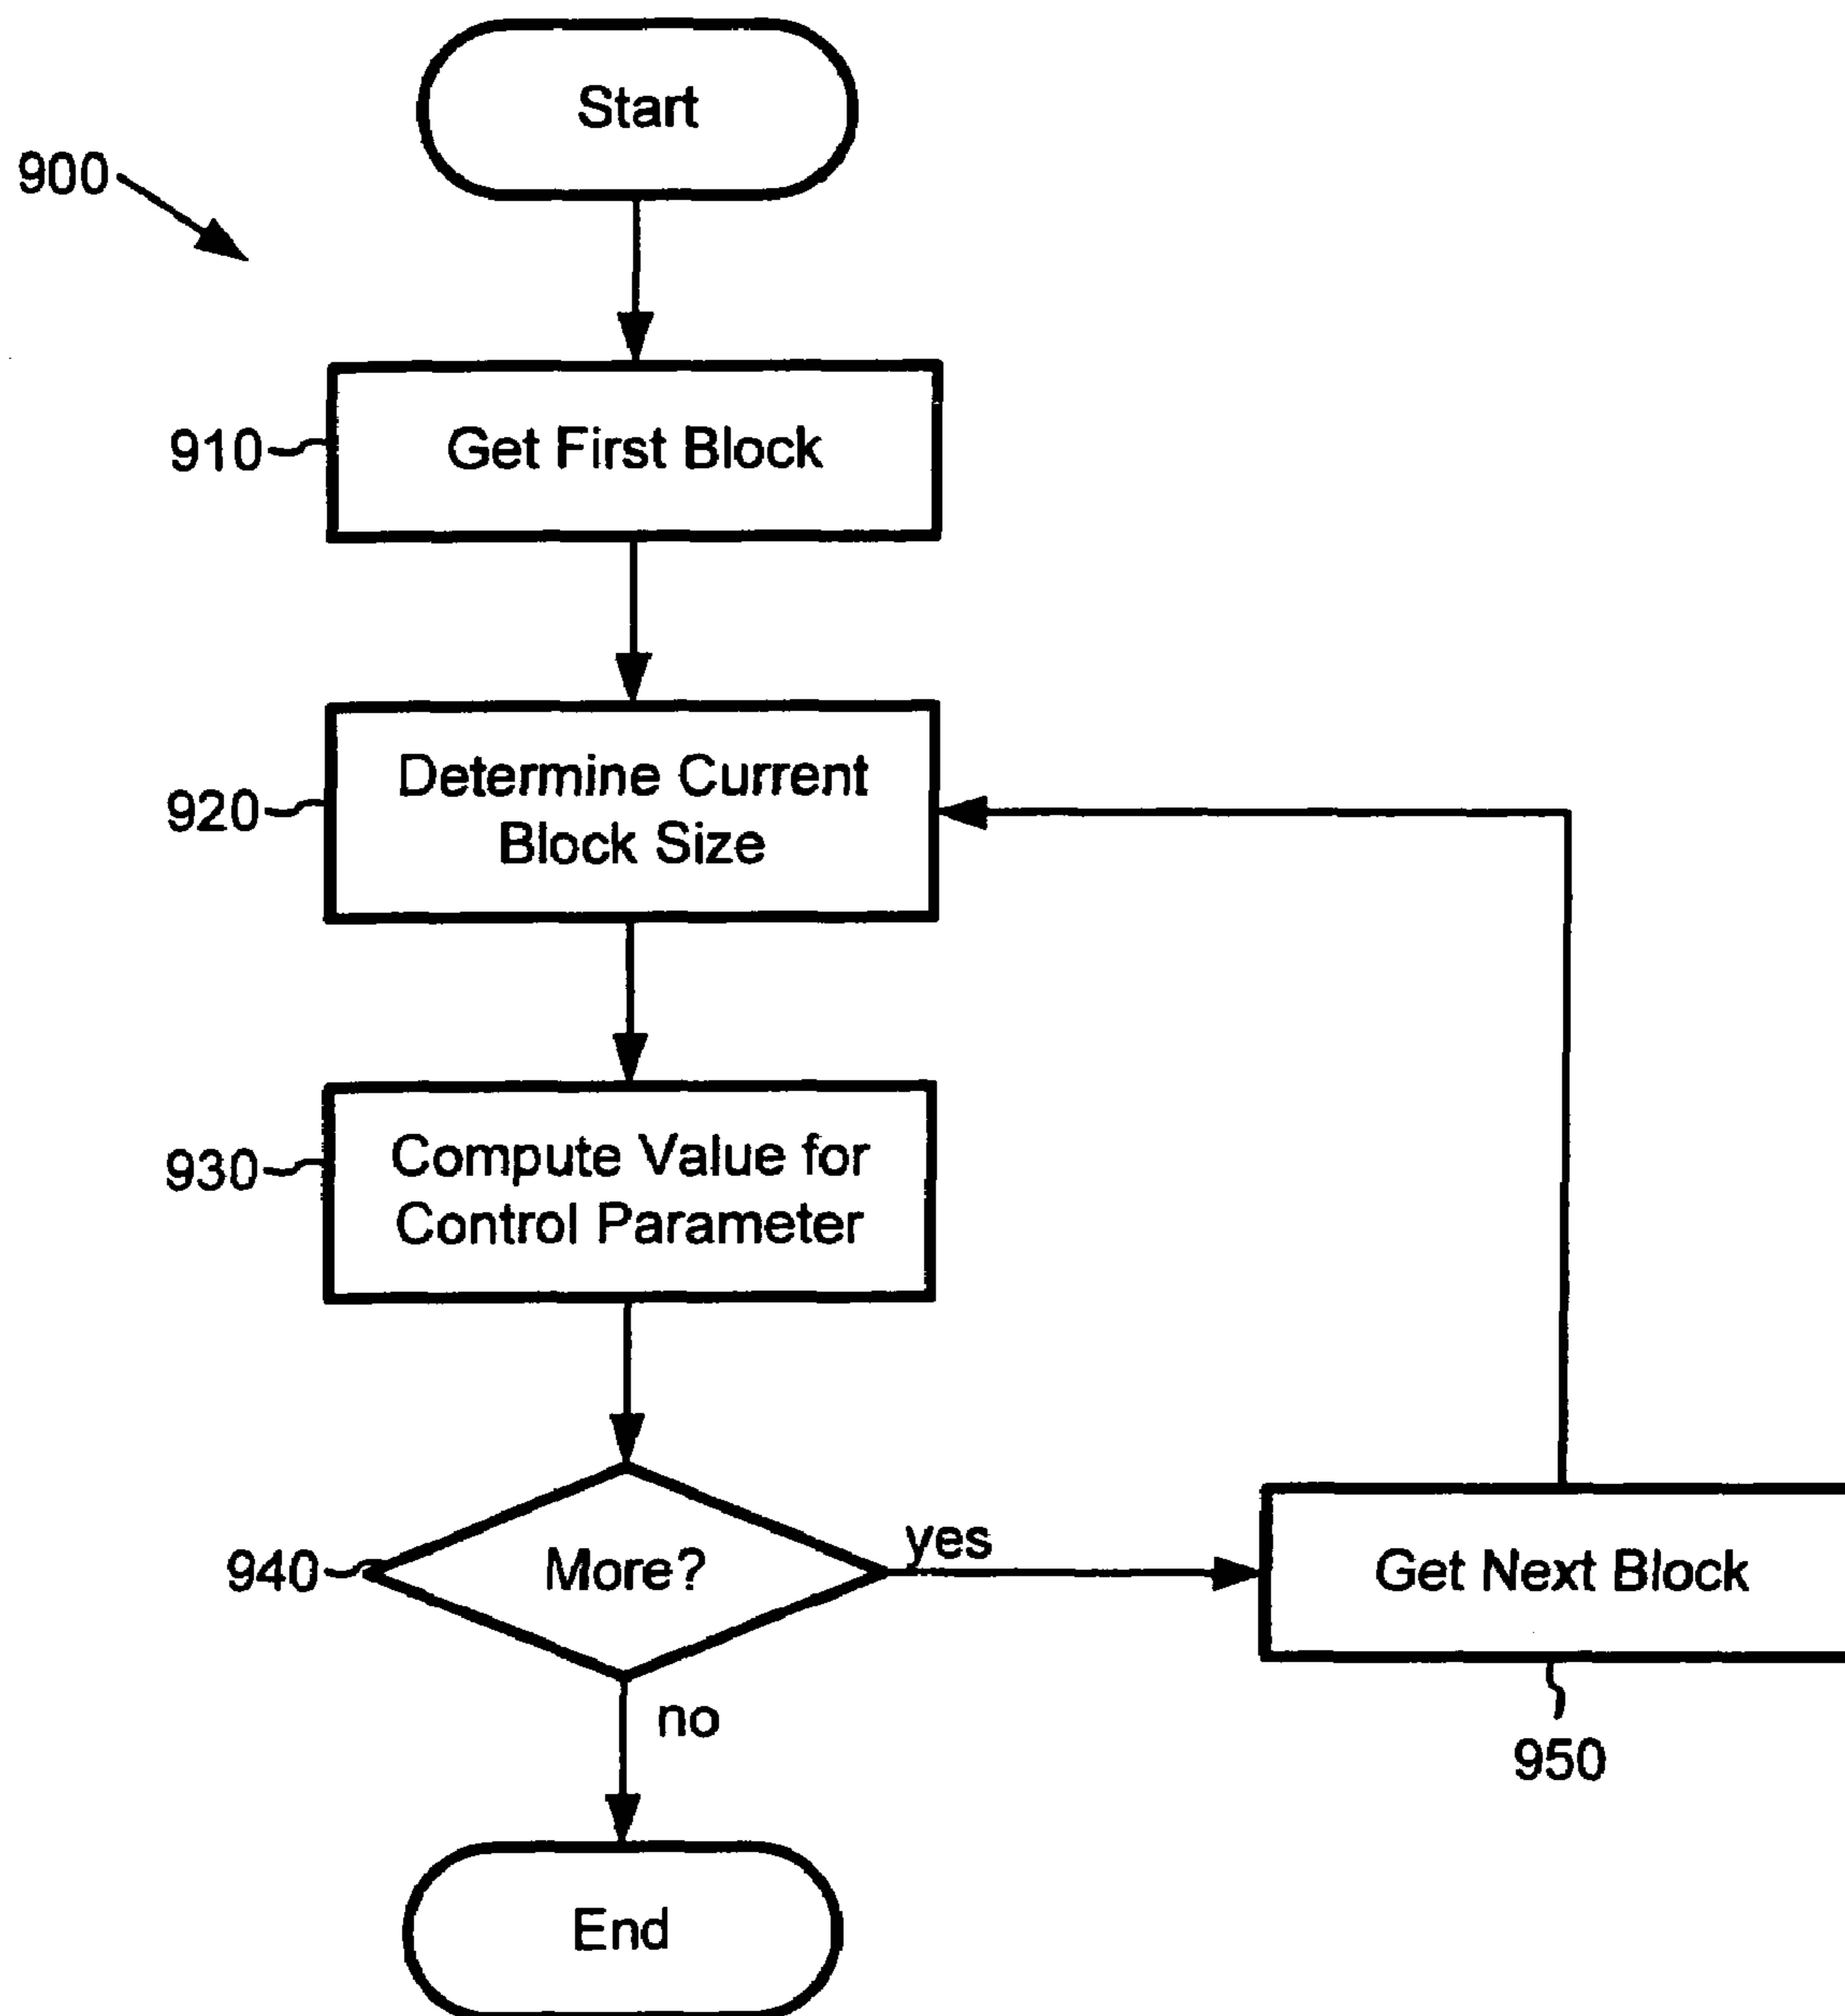 Start
900
910
Get First Block
920
Determine Current
Block Size
930
Compute Value for
Control Parameter
940
More?
yes
Get Next Block
no
950
End